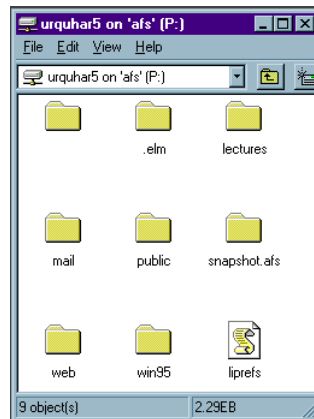 urquhar5 on 'afs' (P:)
File Edit View Help
urquhar5 on 'afs' (P:)
.elm lectures
mail public snapshot.afs
web win95 liprefs
9 object(s) 2.29EB